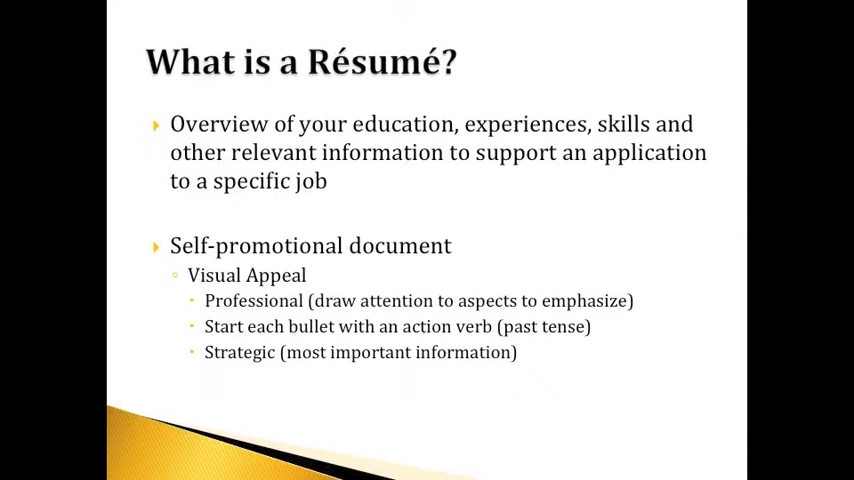 What is a Résumé?
Overview of your education, experiences, skills and
other relevant information to support an application
to a specific job
Self-promotional document
Visual Appeal
Professional (draw attention to aspects to emphasize)
Start each bullet with an action verb (past tense)
Strategic (most important information)